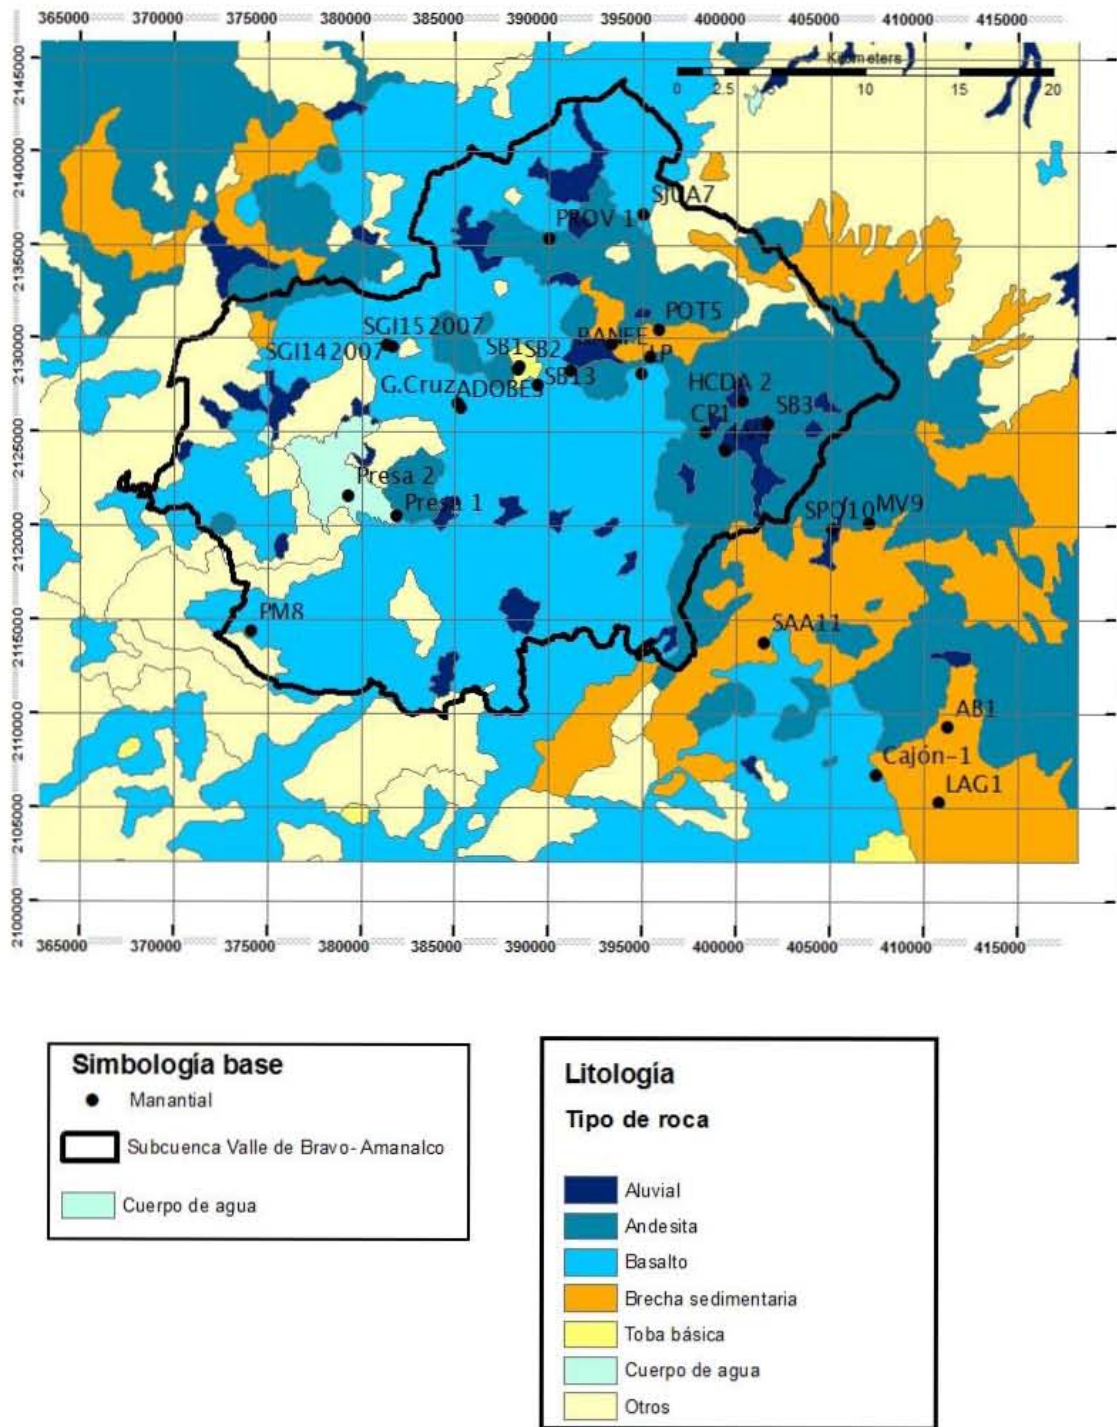 365000 370000 375000 380000 385000 390000 395000 400000 405000 410000 415000
Kilometers
0 2.5 5 10 15 20
2145000
2140000
2135000
2130000
2125000
2120000
2115000
2110000
2105000
2100000
SJUA7
PROV 1
POT5
SGI152007
SGI142007
SB1
SB2
LP
G.Cruz
ADOBES
SB13
HCDA 2
CP1
SB3
Presa 2
Presa 1
MV9
PM8
SAA11
AB1
Cajón-1
LAG1
365000 370000 375000 380000 385000 390000 395000 400000 405000 410000 415000
Simbología base
Manantial
Subcuenca Valle de Bravo-Amanalco
Cuerpo de agua
Litología
Tipo de roca
Aluvial
Andesita
Basalto
Brecha sedimentaria
Toba básica
Cuerpo de agua
Otros